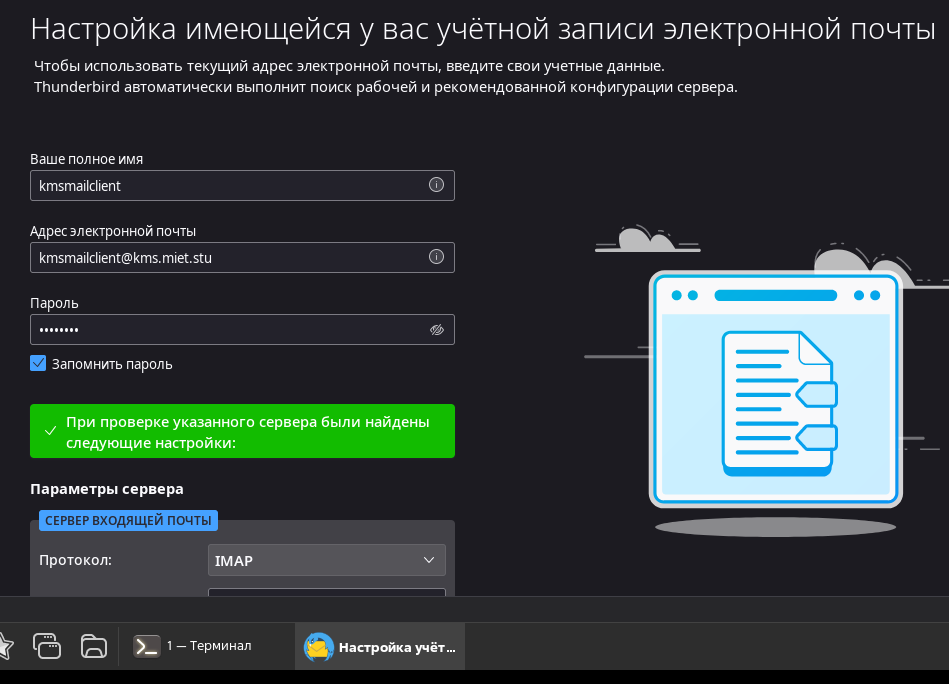 Настройка имеющейся у вас учётной записи электронной почты
Чтобы использовать текущий адрес электронной почты, введите свои учетные данные.
Thunderbird автоматически выполнит поиск рабочей и рекомендованной конфигурации сервера.
Ваше полное имя
kmsmailclient
Адрес электронной почты
kmsmailclient@kms.miet.stu
Пароль
••••••••
Запомнить пароль
При проверке указанного сервера были найдены
следующие настройки:
Параметры сервера
СЕРВЕР ВХОДЯЩЕЙ ПОЧТЫ
Протокол:
IMAP
1 — Терминал
Настройка учёт...